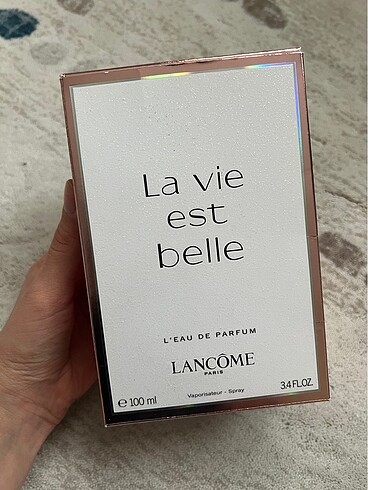 La vie
est
belle
L'EAU DE PARFUM
LANCÔME
PARIS
Vaporisateur - Spray
℮ 100 ml
3.4 FL.OZ.